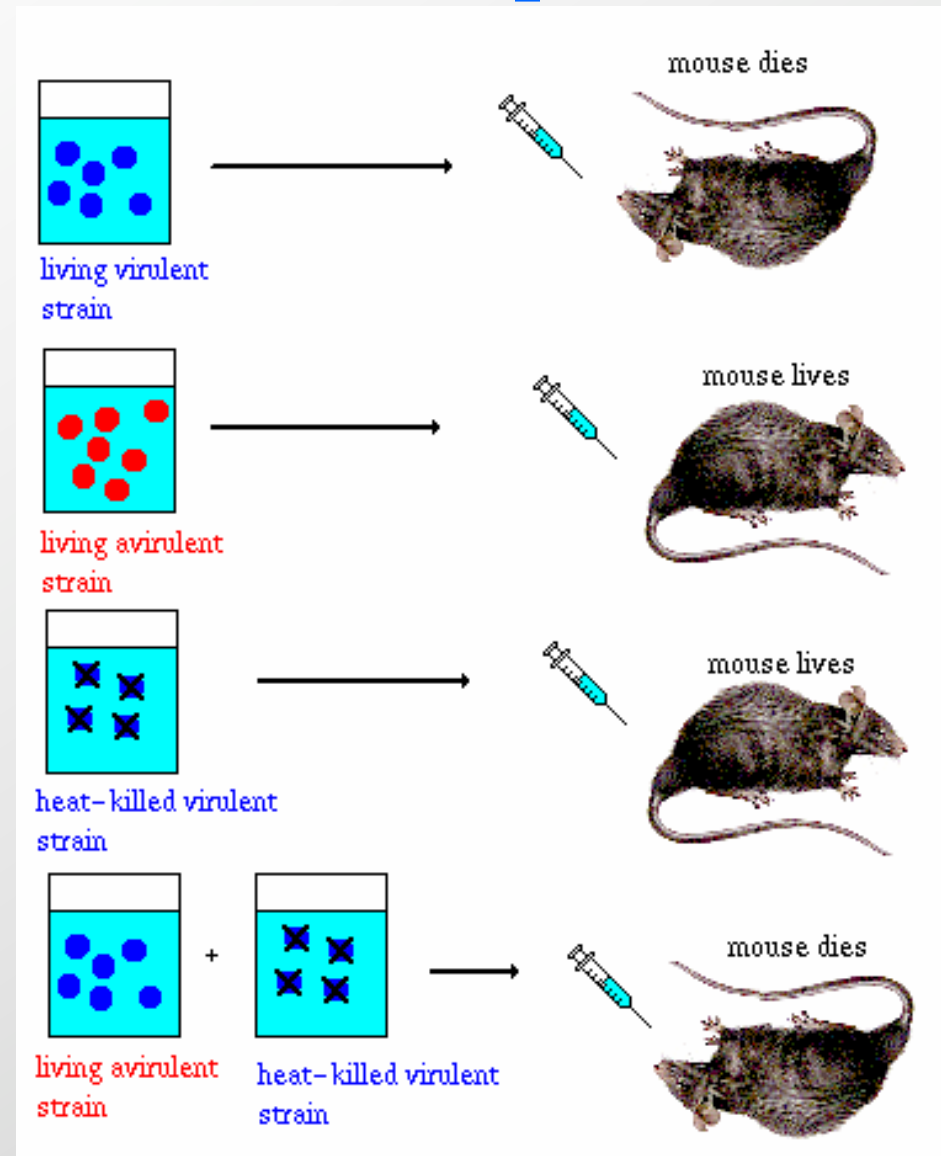 mouse dies
living virulent
strain
mouse lives
living avirulent
strain
mouse lives
heat-killed virulent
strain
+
mouse dies
living avirulent
strain
heat-killed virulent
strain